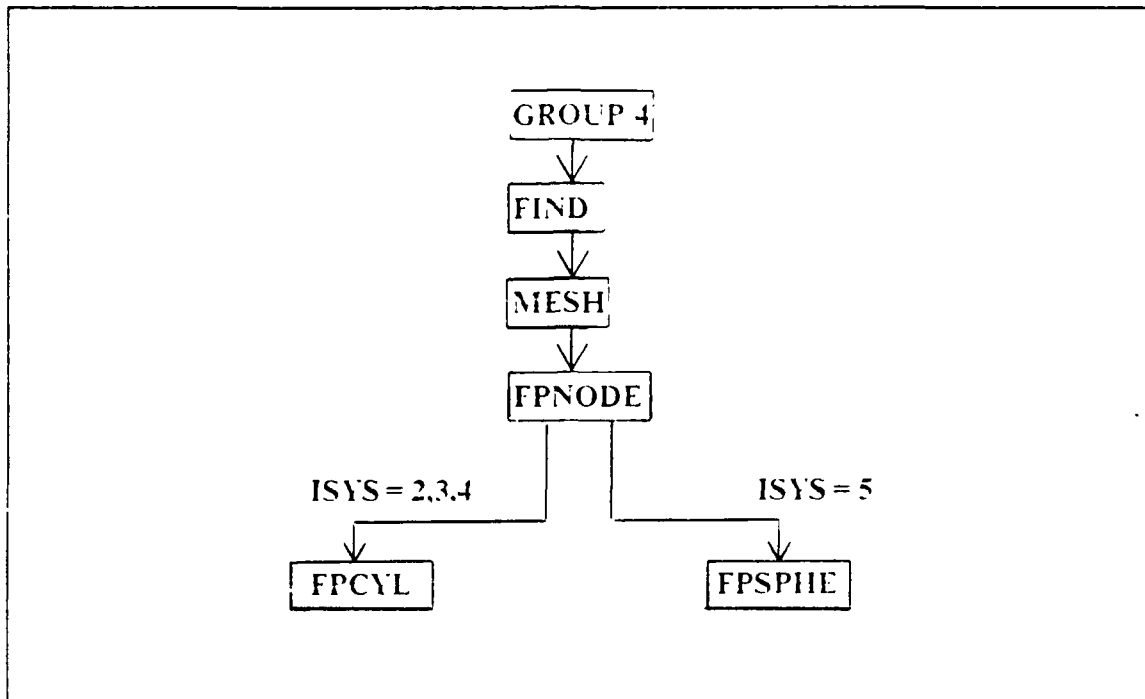 GROUP 4
FIND
MESH
FPNODE
ISYS = 2,3,4
ISYS = 5
FPCYL
FPSPHE